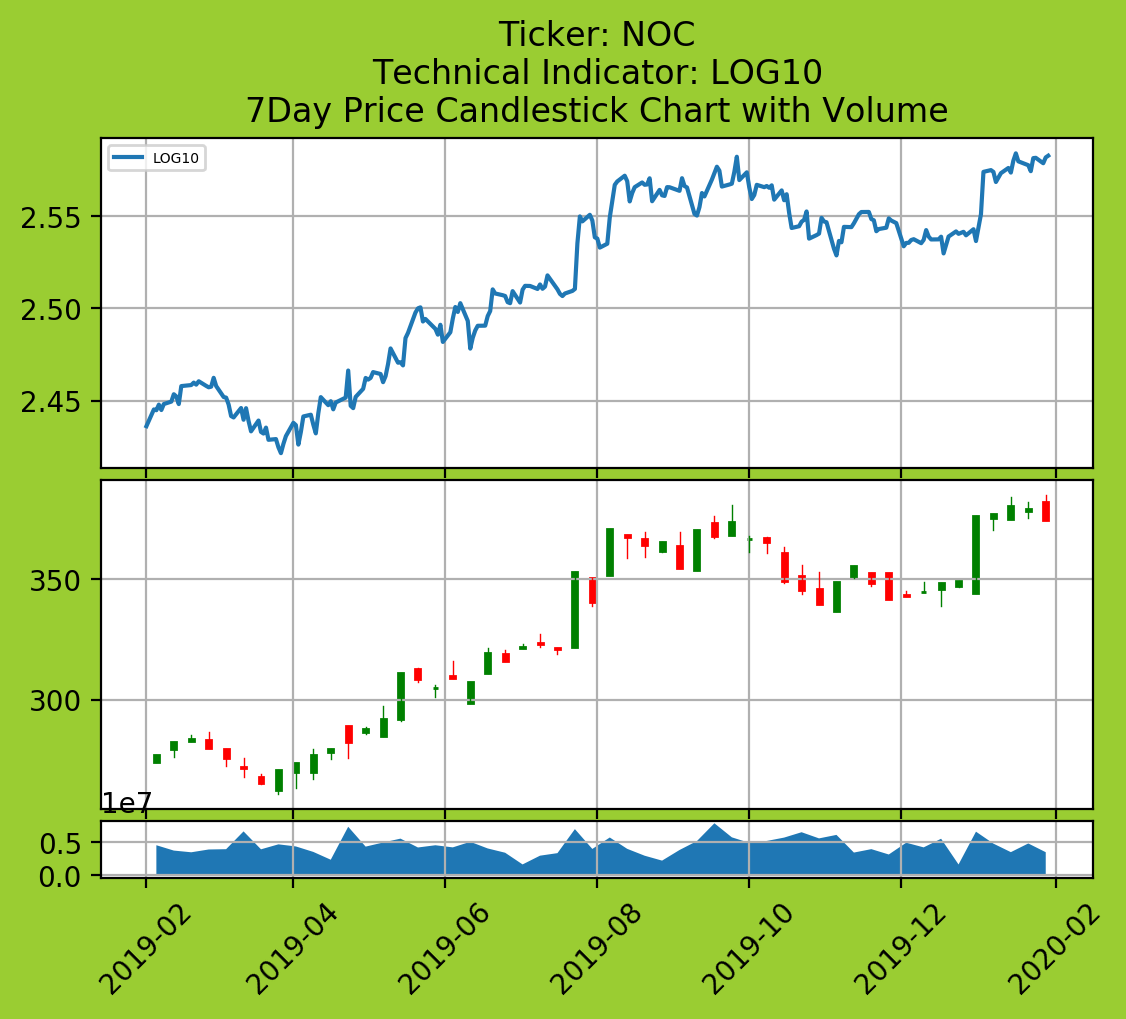 Ticker: NOC
Technical Indicator: LOG10
7Day Price Candlestick Chart with Volume
LOG10
2.55
2.50
2.45
350
300
1e7
0.5
0.0
2019-02
2019-04
2019-06
2019-08
2019-10
2019-12
2020-02